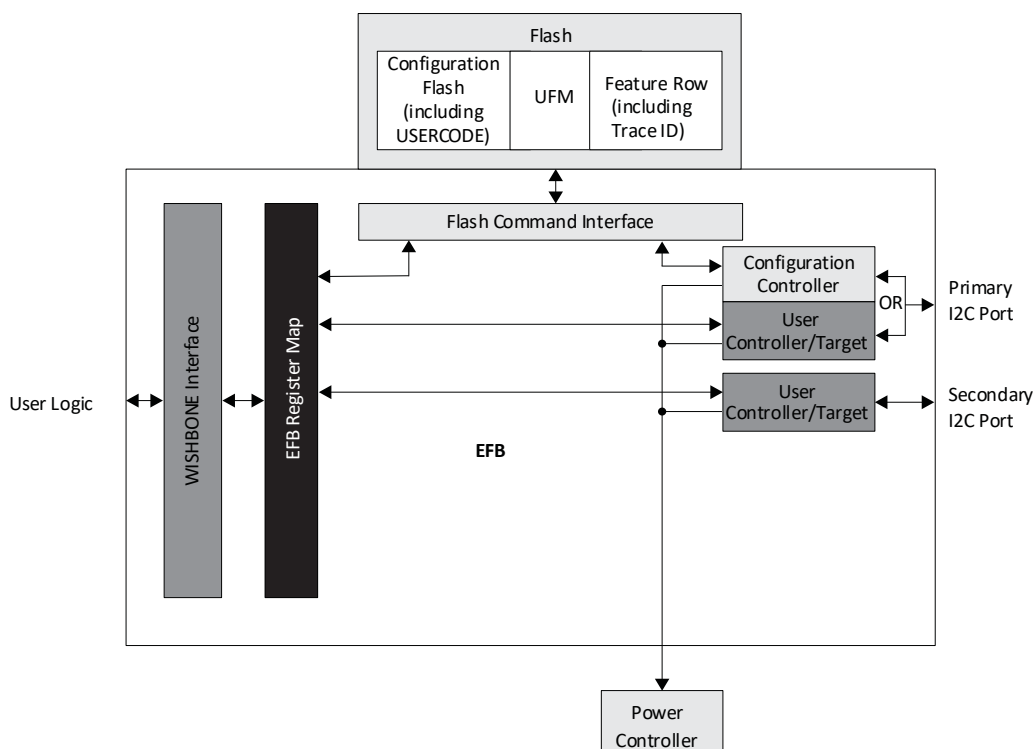 Flash
Configuration
Flash
(including
USERCODE)
UFM
Feature Row
(including
Trace ID)
Flash Command Interface
Configuration
Controller
OR
Primary
I2C Port
User
Controller/Target
User Logic
WISHBONE Interface
EFB Register Map
User
Controller/Target
Secondary
I2C Port
EFB
Power
Controller